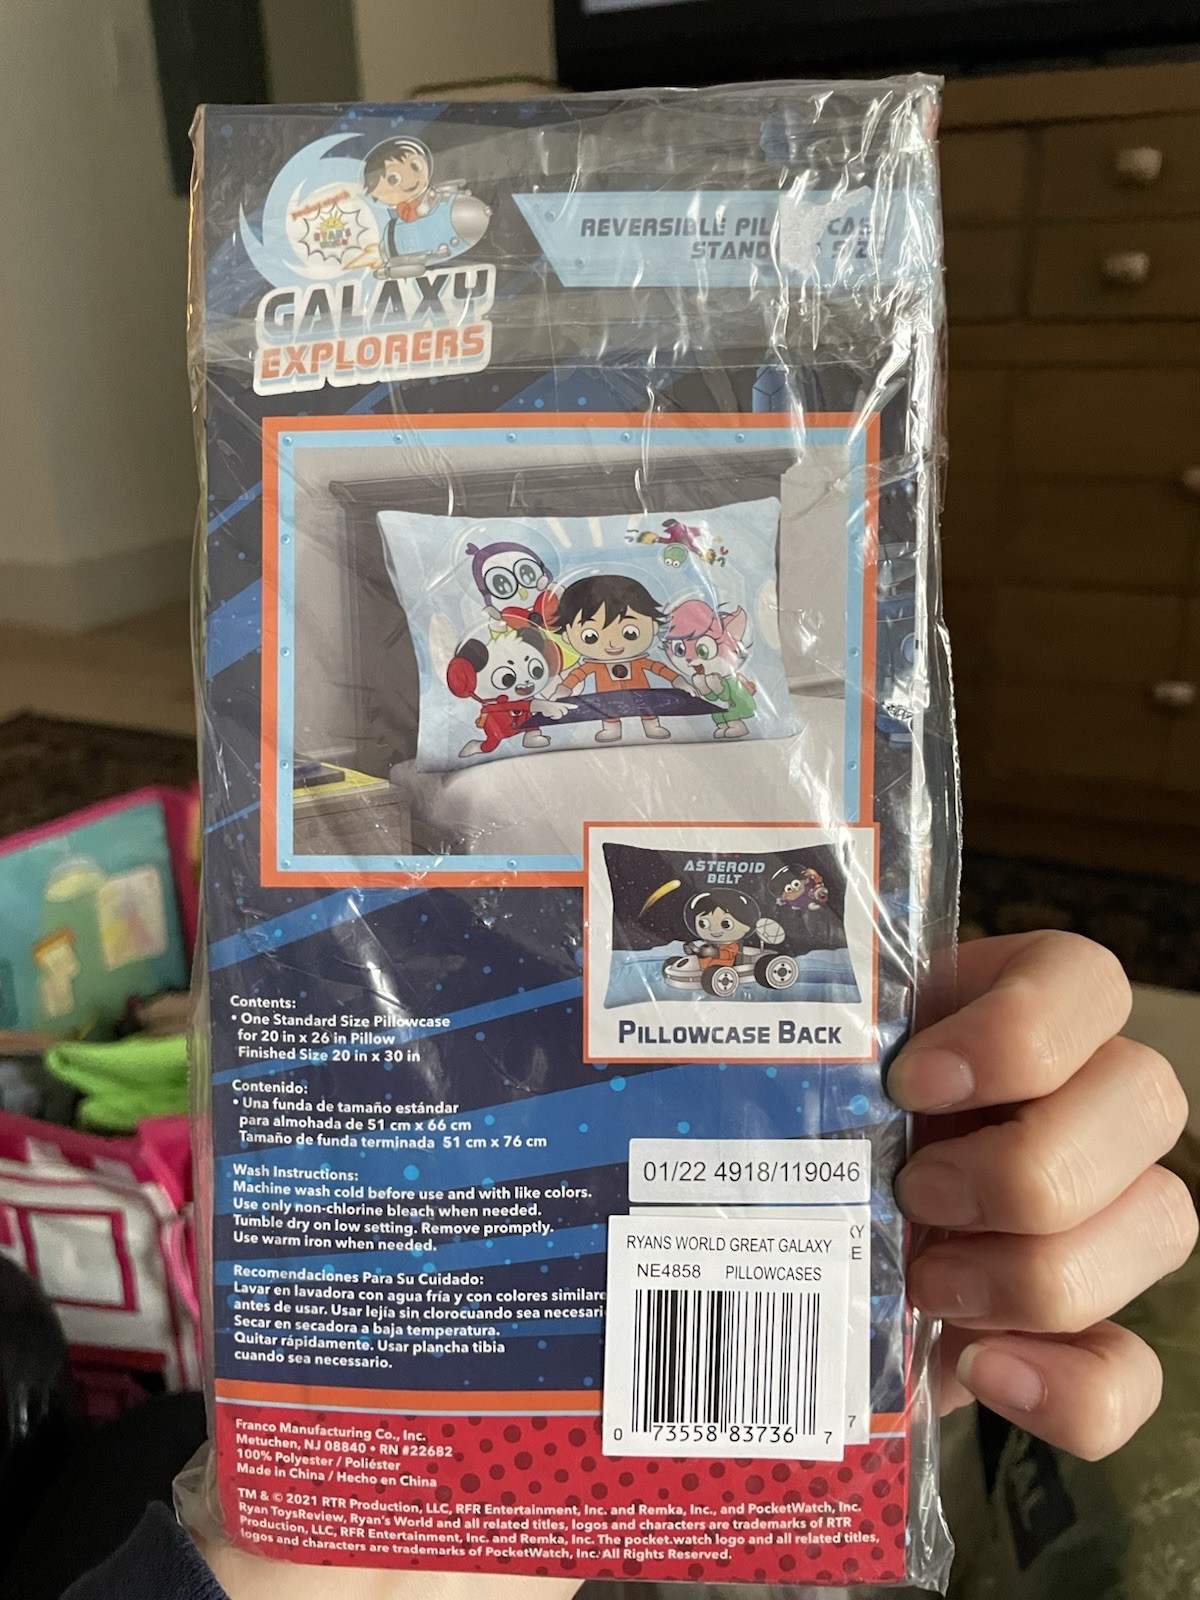 RYAN'S
WORLD
GALAXY
EXPLORERS
REVERSIBLE
STAND
ASTEROID
BELT
PILLOWCASE BACK
Contents:
• One Standard Size Pillowcase
for 20 in x 26 in Pillow
Finished Size 20 in x 30 in
Contenido:
• Una funda de tamaño estándar
para almohada de 51 cm x 66 cm
Tamaño de funda terminada 51 cm x 76 cm
Wash Instructions:
Machine wash cold before use and with like colors.
Use only non-chlorine bleach when needed.
Tumble dry on low setting. Remove promptly.
Use warm iron when needed.
Recomendaciones Para Su Cuidado:
Lavar en lavadora con agua fría y con colores similare
antes de usar. Usar lejía sin clorocuando sea necesari
Secar en secadora a baja temperatura.
Quitar rápidamente. Usar plancha tibia
cuando sea necesario.
01/22 4918/119046
RYANS WORLD GREAT GALAXY
NE4858 PILLOWCASES
0 73558 83736 7
Franco Manufacturing Co., Inc.
Metuchen, NJ 08840 • RN #22682
100% Polyester / Poliéster
Made in China / Hecho en China
TM & © 2021 RTR Production, LLC, RFR Entertainment, Inc. and Remka, Inc., and PocketWatch, Inc.
Ryan ToysReview, Ryan's World and all related titles, logos and characters are trademarks of RTR
Production, LLC, RFR Entertainment, Inc. and Remka, Inc. The pocket.watch logo and all related titles,
logos and characters are trademarks of PocketWatch, Inc. All Rights Reserved.